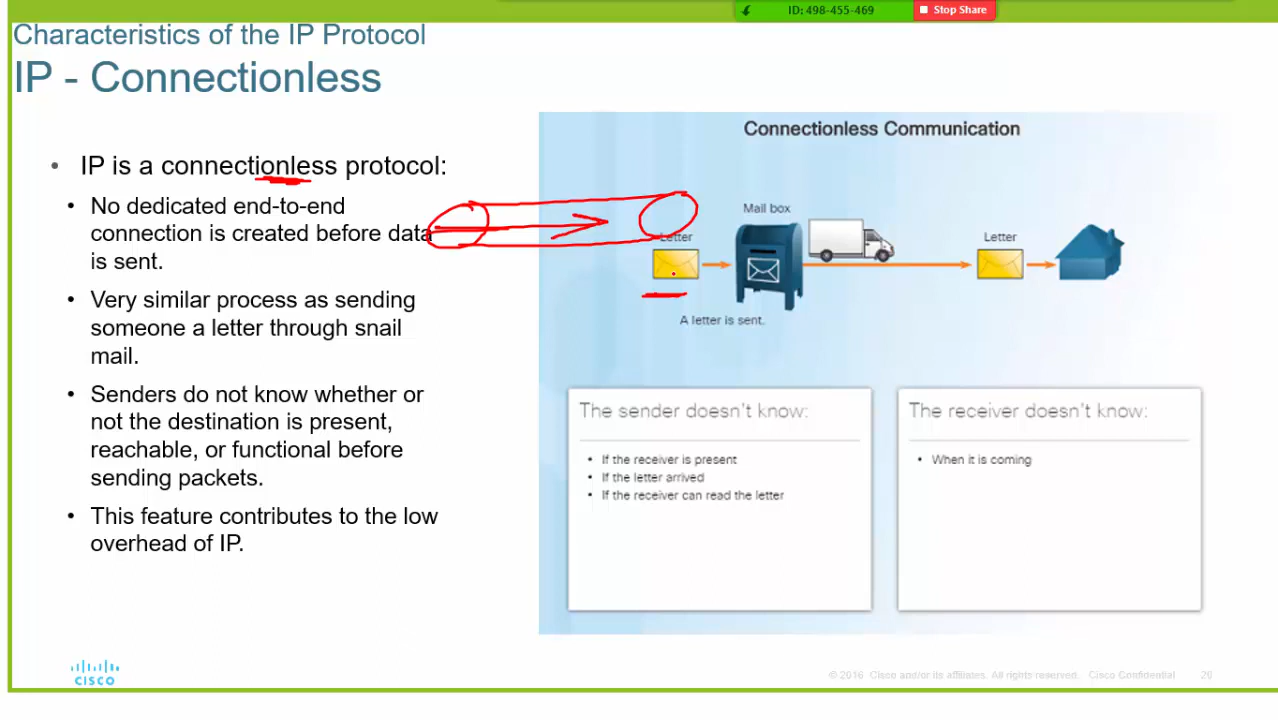 ID: 498-455-469
Stop Share
Characteristics of the IP Protocol
IP - Connectionless
• IP is a connectionless protocol:
• No dedicated end-to-end
connection is created before data
is sent.
• Very similar process as sending
someone a letter through snail
mail.
• Senders do not know whether or
not the destination is present,
reachable, or functional before
sending packets.
• This feature contributes to the low
overhead of IP.
Connectionless Communication
Letter
Mail box
Letter
A letter is sent.
The sender doesn't know:
• If the receiver is present
• If the letter arrived
• If the receiver can read the letter
The receiver doesn't know:
• When it is coming
CISCO
© 2016 Cisco and/or its affiliates. All rights reserved. Cisco Confidential